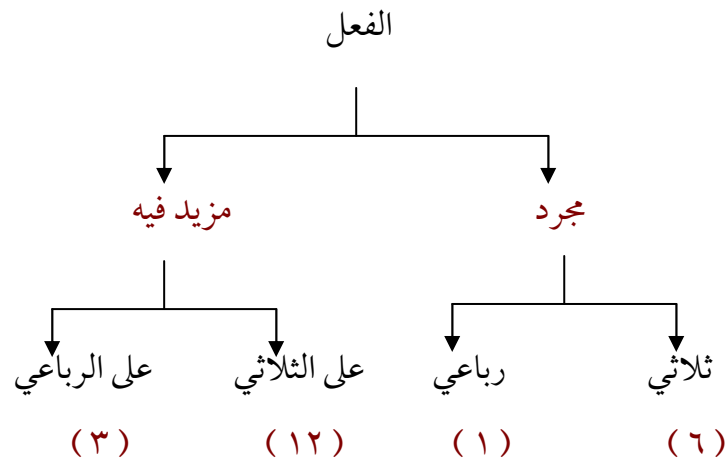 الفعل
مجرد مزيد فيه
ثلاثي رباعي على الثلاثي على الرباعي
(٦) (١) (١٢) (٣)